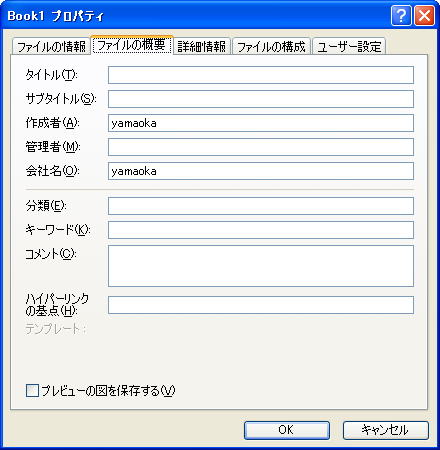 Book1 プロパティ
ファイルの情報 ファイルの概要 詳細情報 ファイルの構成 ユーザー設定
タイトル(T):
サブタイトル(S):
作成者(A): yamaoka
管理者(M):
会社名(O): yamaoka
分類(E):
キーワード(K):
コメント(C):
ハイパーリンク
の基点(H):
テンプレート:
プレビューの図を保存する(V)
OK キャンセル